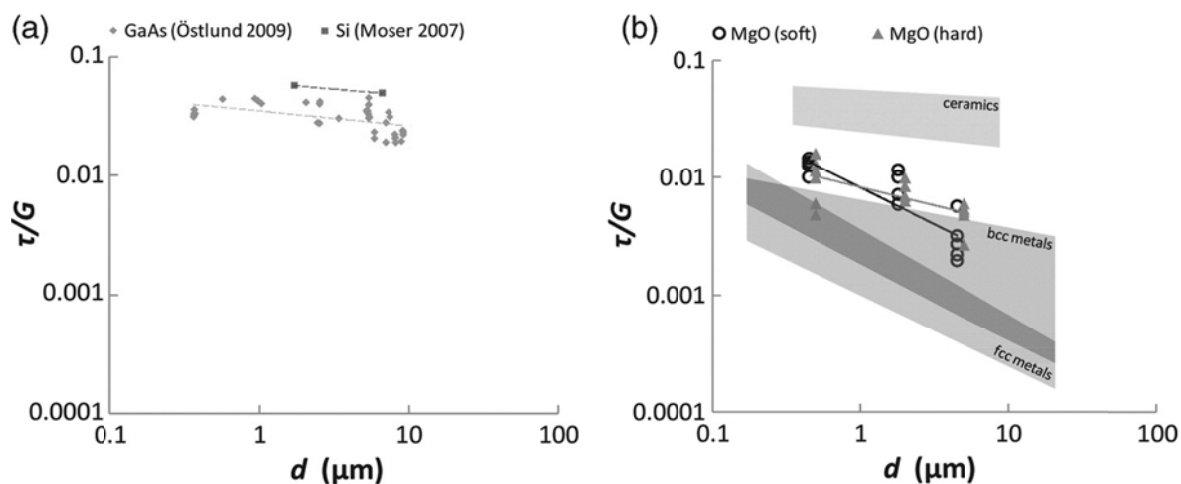 (a)
GaAs (Östlund 2009)
Si (Moser 2007)
0.1
0.01
0.001
0.0001
τ/G
0.1
1
10
100
d (μm)
(b)
MgO (soft)
MgO (hard)
0.1
0.01
0.001
0.0001
τ/G
ceramics
bcc metals
fcc metals
0.1
1
10
100
d (μm)